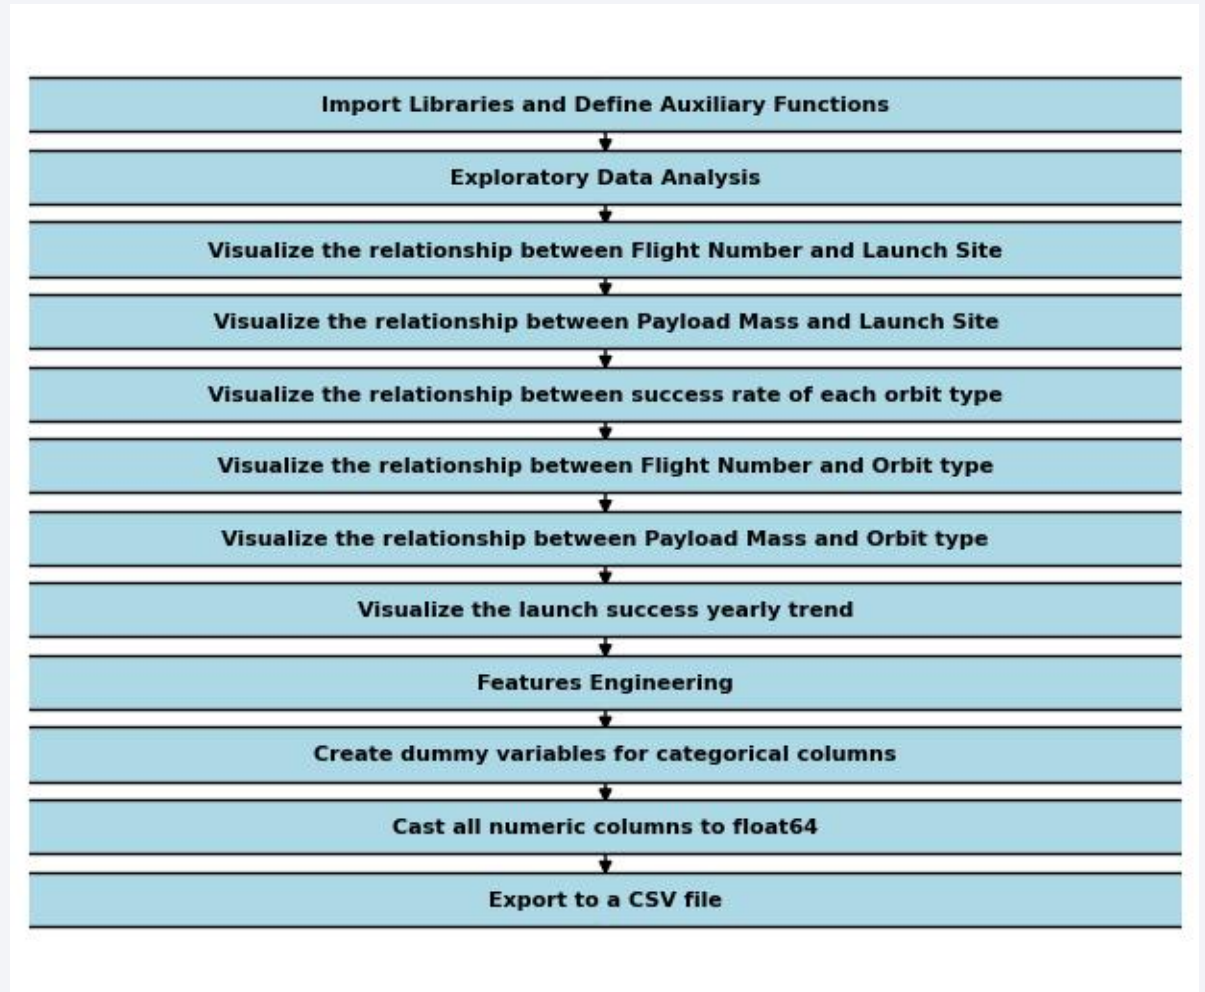 Import Libraries and Define Auxiliary Functions
Exploratory Data Analysis
Visualize the relationship between Flight Number and Launch Site
Visualize the relationship between Payload Mass and Launch Site
Visualize the relationship between success rate of each orbit type
Visualize the relationship between Flight Number and Orbit type
Visualize the relationship between Payload Mass and Orbit type
Visualize the launch success yearly trend
Features Engineering
Create dummy variables for categorical columns
Cast all numeric columns to float64
Export to a CSV file